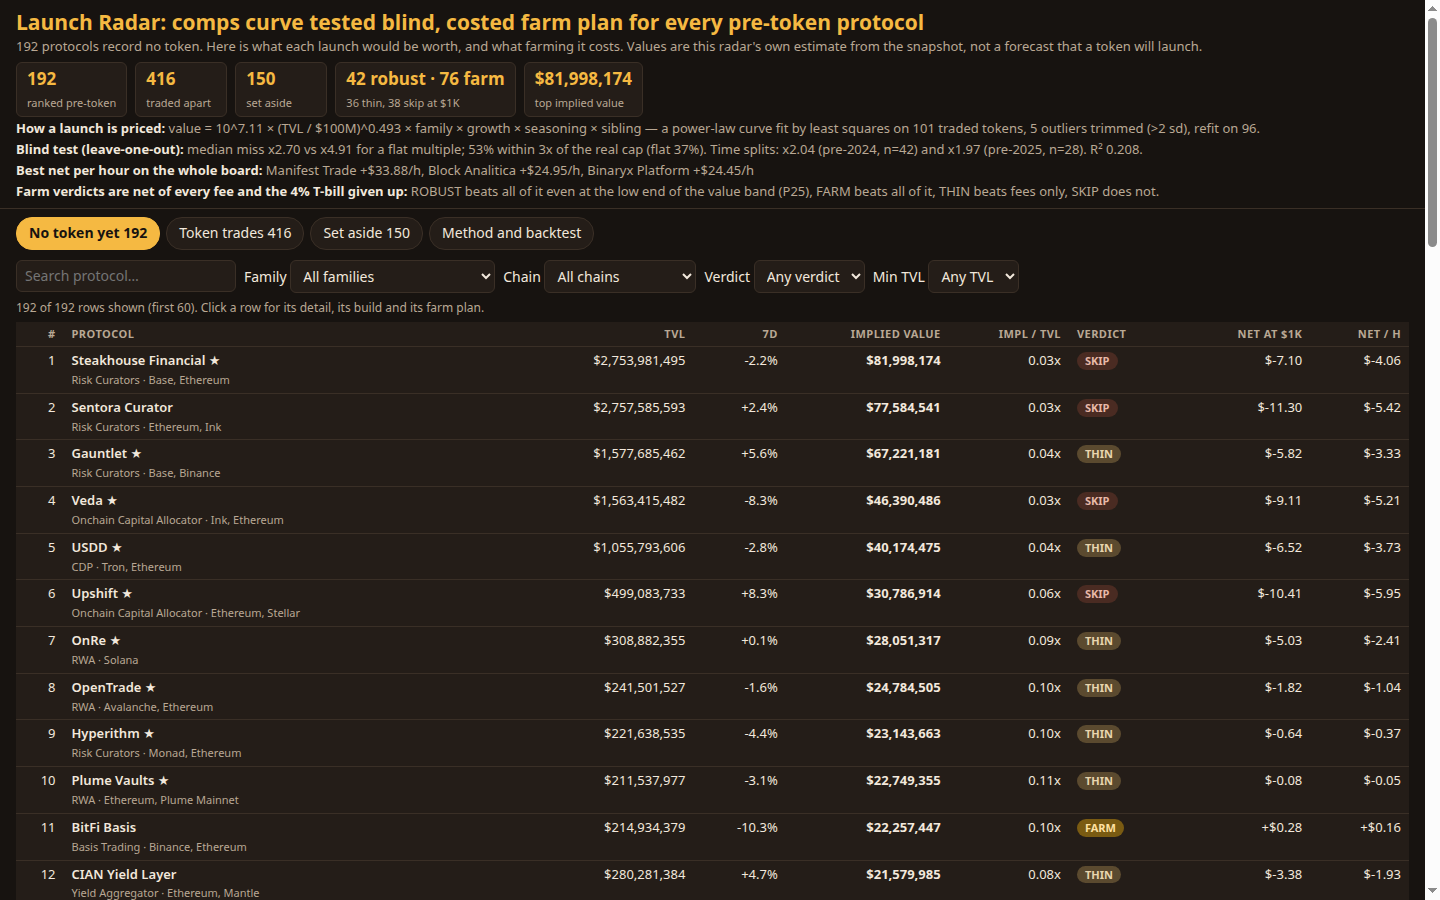 Launch Radar: comps curve tested blind, costed farm plan for every pre-token protocol
192 protocols record no token. Here is what each launch would be worth, and what farming it costs. Values are this radar's own estimate from the snapshot, not a forecast that a token will launch.
192 416 150 42 robust · 76 farm $81,998,174
ranked pre-token traded apart set aside 36 thin, 38 skip at $1K top implied value
How a launch is priced: value = 10^7.11 × (TVL / $100M)^0.493 × family × growth × seasoning × sibling — a power-law curve fit by least squares on 101 traded tokens, 5 outliers trimmed (>2 sd), refit on 96.
Blind test (leave-one-out): median miss x2.70 vs x4.91 for a flat multiple; 53% within 3x of the real cap (flat 37%). Time splits: x2.04 (pre-2024, n=42) and x1.97 (pre-2025, n=28). R² 0.208.
Best net per hour on the whole board: Manifest Trade +$33.88/h, Block Analitica +$24.95/h, Binaryx Platform +$24.45/h
Farm verdicts are net of every fee and the 4% T-bill given up: ROBUST beats all of it even at the low end of the value band (P25), FARM beats all of it, THIN beats fees only, SKIP does not.
No token yet 192 Token trades 416 Set aside 150 Method and backtest
Search protocol... Family All families Chain All chains Verdict Any verdict Min TVL Any TVL
192 of 192 rows shown (first 60). Click a row for its detail, its build and its farm plan.
# PROTOCOL TVL 7D IMPLIED VALUE IMPL / TVL VERDICT NET AT $1K NET / H
1 Steakhouse Financial ★ $2,753,981,495 -2.2% $81,998,174 0.03x SKIP $-7.10 $-4.06
Risk Curators · Base, Ethereum
2 Sentora Curator $2,757,585,593 +2.4% $77,584,541 0.03x SKIP $-11.30 $-5.42
Risk Curators · Ethereum, Ink
3 Gauntlet ★ $1,577,685,462 +5.6% $67,221,181 0.04x THIN $-5.82 $-3.33
Risk Curators · Base, Binance
4 Veda ★ $1,563,415,482 -8.3% $46,390,486 0.03x SKIP $-9.11 $-5.21
Onchain Capital Allocator · Ink, Ethereum
5 USDD ★ $1,055,793,606 -2.8% $40,174,475 0.04x THIN $-6.52 $-3.73
CDP · Tron, Ethereum
6 Upshift ★ $499,083,733 +8.3% $30,786,914 0.06x SKIP $-10.41 $-5.95
Onchain Capital Allocator · Ethereum, Stellar
7 OnRe ★ $308,882,355 +0.1% $28,051,317 0.09x THIN $-5.03 $-2.41
RWA · Solana
8 OpenTrade ★ $241,501,527 -1.6% $24,784,505 0.10x THIN $-1.82 $-1.04
RWA · Avalanche, Ethereum
9 Hyperithm ★ $221,638,535 -4.4% $23,143,663 0.10x THIN $-0.64 $-0.37
Risk Curators · Monad, Ethereum
10 Plume Vaults ★ $211,537,977 -3.1% $22,749,355 0.11x THIN $-0.08 $-0.05
RWA · Ethereum, Plume Mainnet
11 BitFi Basis $214,934,379 -10.3% $22,257,447 0.10x FARM +$0.28 +$0.16
Basis Trading · Binance, Ethereum
12 CIAN Yield Layer $280,281,384 +4.7% $21,579,985 0.08x THIN $-3.38 $-1.93
Yield Aggregator · Ethereum, Mantle